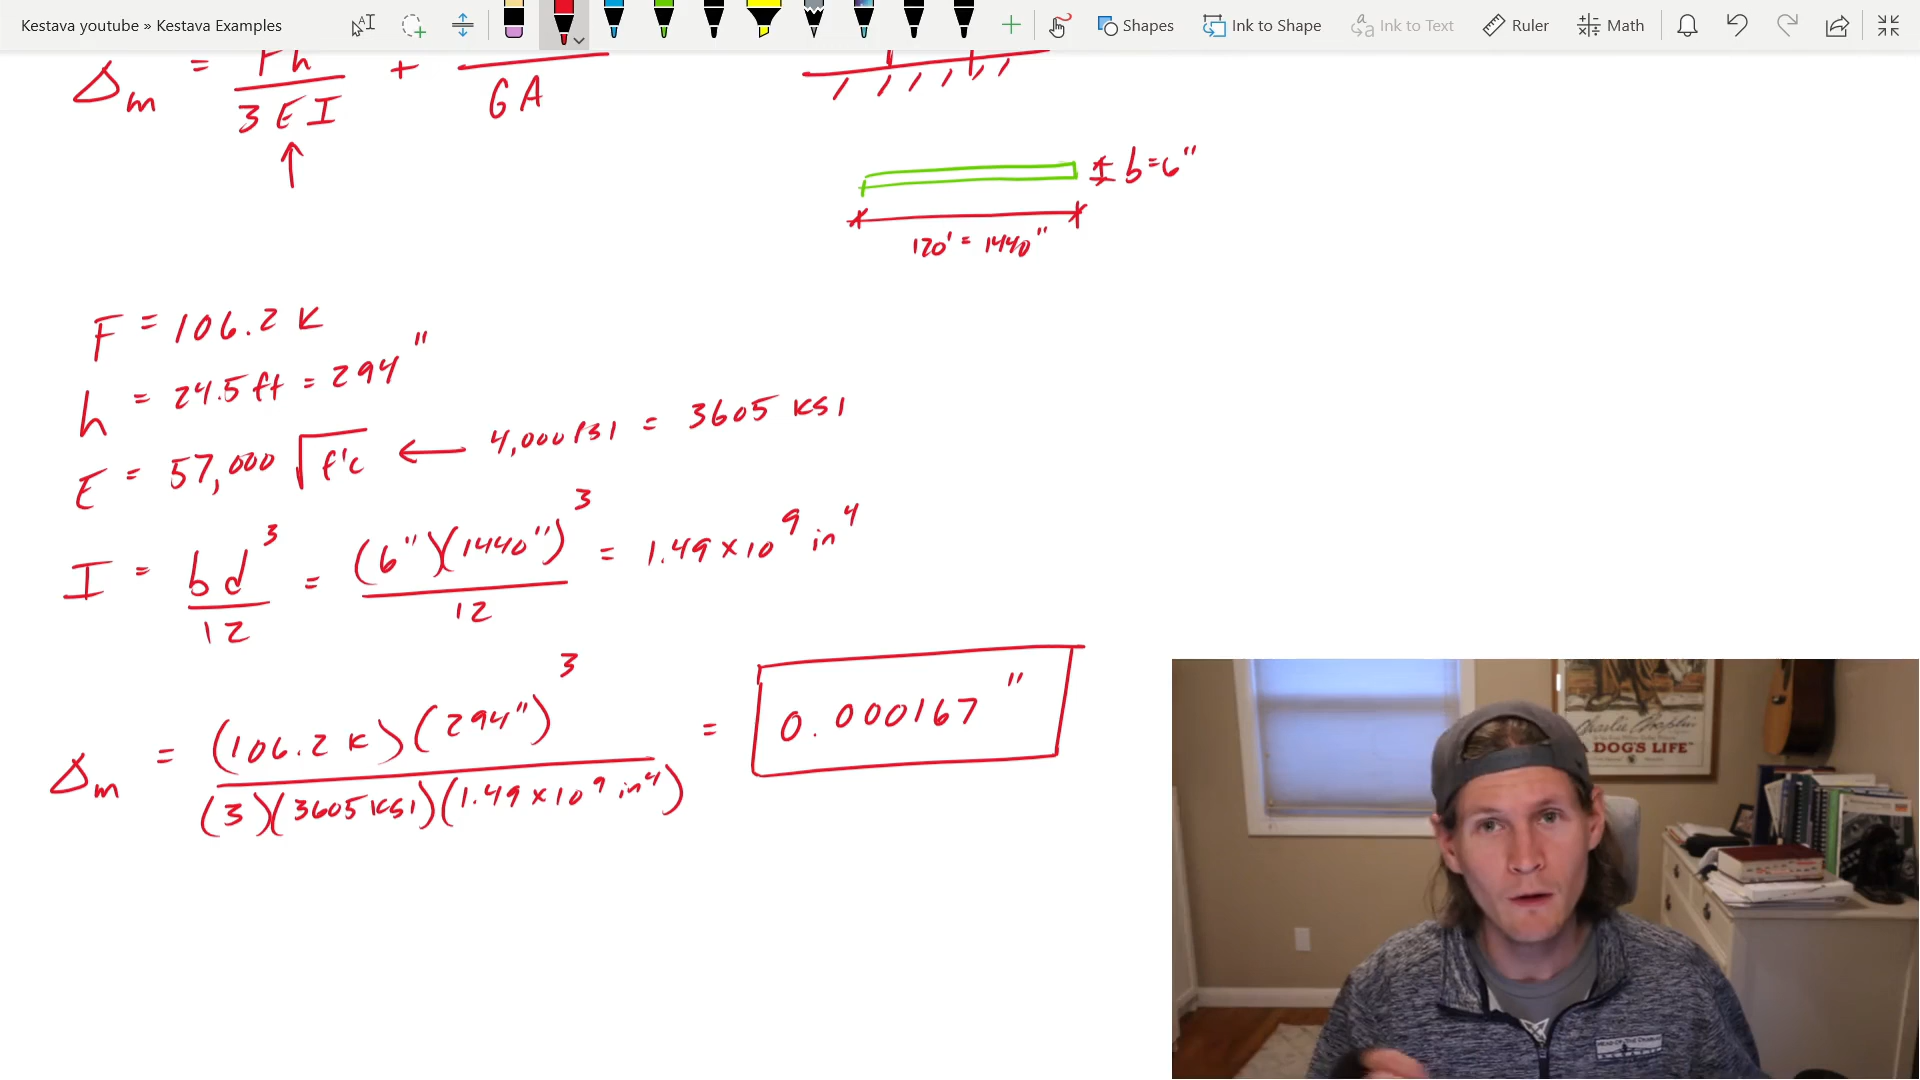 Kestava youtube » Kestava Examples
Shapes
Ink to Shape
Ink to Text
Ruler
Math
Δm = Fh / 3EI + / GA
b=6"
120' = 1440"
F = 106.2 K
h = 24.5 ft = 294"
E = 57,000 √f'c ← 4,000 PSI = 3605 KSI
I = bd³ / 12 = (6")(1440")³ / 12 = 1.49 × 10⁹ in⁴
Δm = (106.2 K)(294")³ / (3)(3605 KSI)(1.49 × 10⁹ in⁴) = 0.000167"
Charlie Chaplin
A DOG'S LIFE